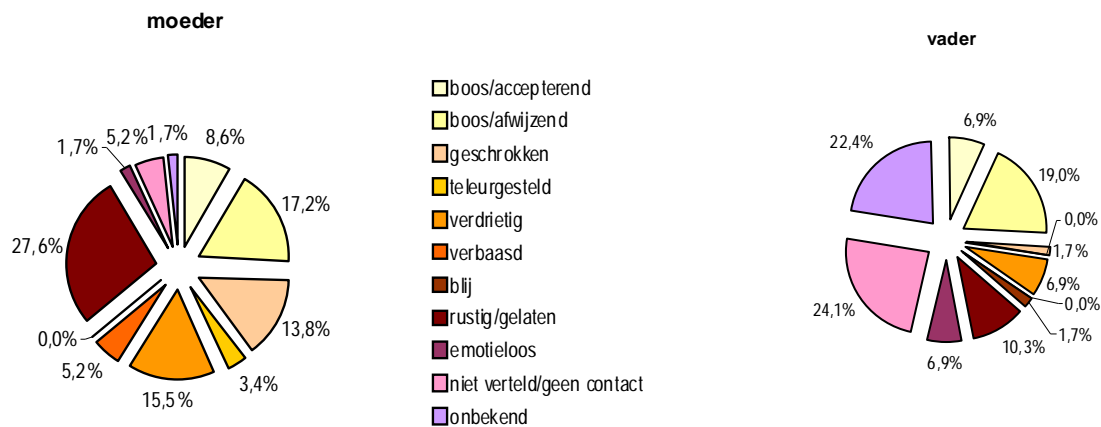 moeder
1,7%
5,2%
1,7%
8,6%
17,2%
13,8%
3,4%
15,5%
5,2%
0,0%
27,6%
boos/accepterend
boos/afwijzend
geschrokken
teleurgesteld
verdrietig
verbaasd
blij
rustig/gelaten
emotieloos
niet verteld/geen contact
onbekend
vader
6,9%
19,0%
0,0%
1,7%
6,9%
0,0%
1,7%
10,3%
6,9%
24,1%
22,4%